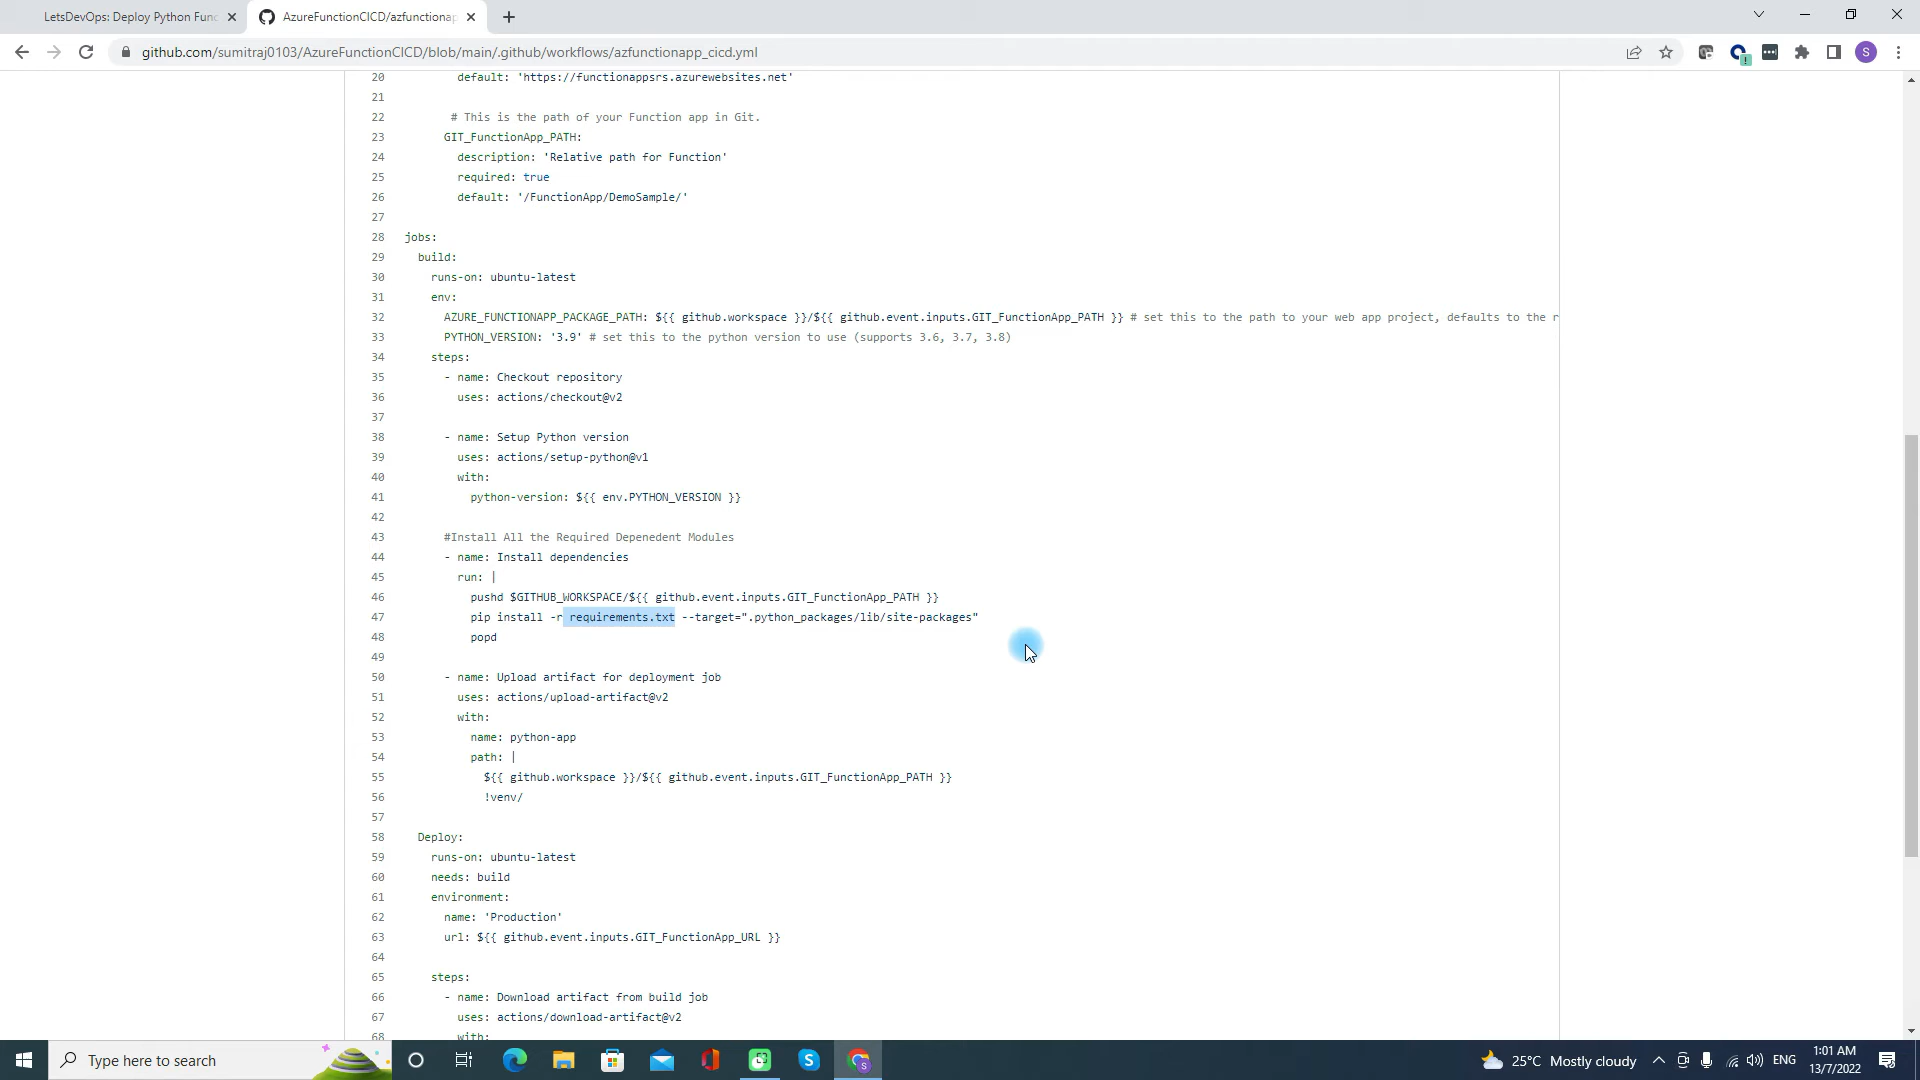 LetsDevOps: Deploy Python Func
AzureFunctionCICD/azfunctionap
github.com/sumitraj0103/AzureFunctionCICD/blob/main/.github/workflows/azfunctionapp_cicd.yml
S
20 default: 'https://functionappsrs.azurewebsites.net'
21
22 # This is the path of your Function app in Git.
23 GIT_FunctionApp_PATH:
24 description: 'Relative path for Function'
25 required: true
26 default: '/FunctionApp/DemoSample/'
27
28 jobs:
29 build:
30 runs-on: ubuntu-latest
31 env:
32 AZURE_FUNCTIONAPP_PACKAGE_PATH: ${{ github.workspace }}/${{ github.event.inputs.GIT_FunctionApp_PATH }} # set this to the path to your web app project, defaults to the r
33 PYTHON_VERSION: '3.9' # set this to the python version to use (supports 3.6, 3.7, 3.8)
34 steps:
35 - name: Checkout repository
36 uses: actions/checkout@v2
37
38 - name: Setup Python version
39 uses: actions/setup-python@v1
40 with:
41 python-version: ${{ env.PYTHON_VERSION }}
42
43 #Install All the Required Depenedent Modules
44 - name: Install dependencies
45 run: |
46 pushd $GITHUB_WORKSPACE/${{ github.event.inputs.GIT_FunctionApp_PATH }}
47 pip install -r requirements.txt --target=".python_packages/lib/site-packages"
48 popd
49
50 - name: Upload artifact for deployment job
51 uses: actions/upload-artifact@v2
52 with:
53 name: python-app
54 path: |
55 ${{ github.workspace }}/${{ github.event.inputs.GIT_FunctionApp_PATH }}
56 !venv/
57
58 Deploy:
59 runs-on: ubuntu-latest
60 needs: build
61 environment:
62 name: 'Production'
63 url: ${{ github.event.inputs.GIT_FunctionApp_URL }}
64
65 steps:
66 - name: Download artifact from build job
67 uses: actions/download-artifact@v2
68 with:
Type here to search
25°C Mostly cloudy
ENG
1:01 AM
13/7/2022